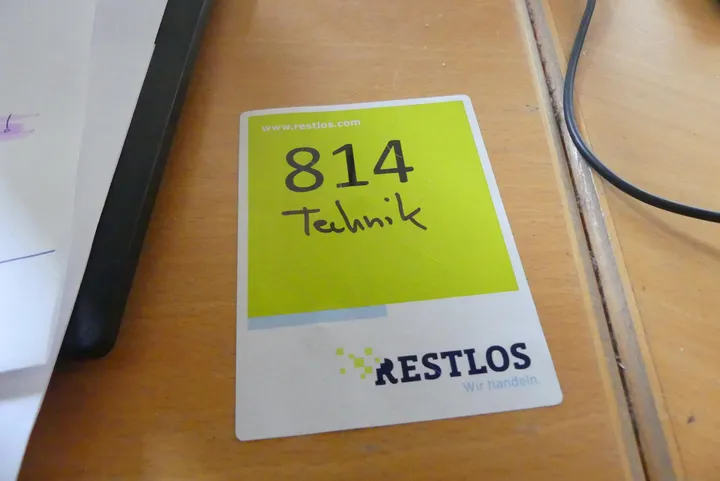 www.restlos.com
814
Technik
RESTLOS
Wir handeln.